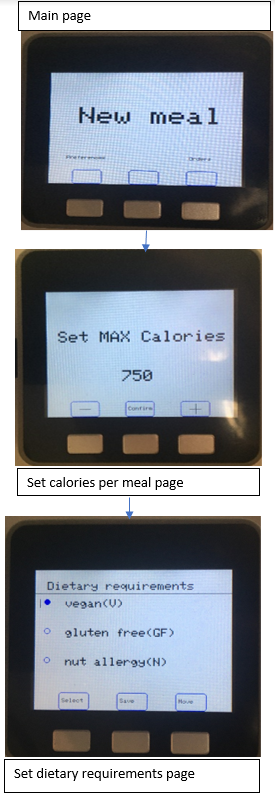 Main page
New meal
Preferences Orders
Set MAX Calories
750
— Confirm +
Set calories per meal page
Dietary requirements
vegan(V)
gluten free(GF)
nut allergy(N)
Select Save Move
Set dietary requirements page